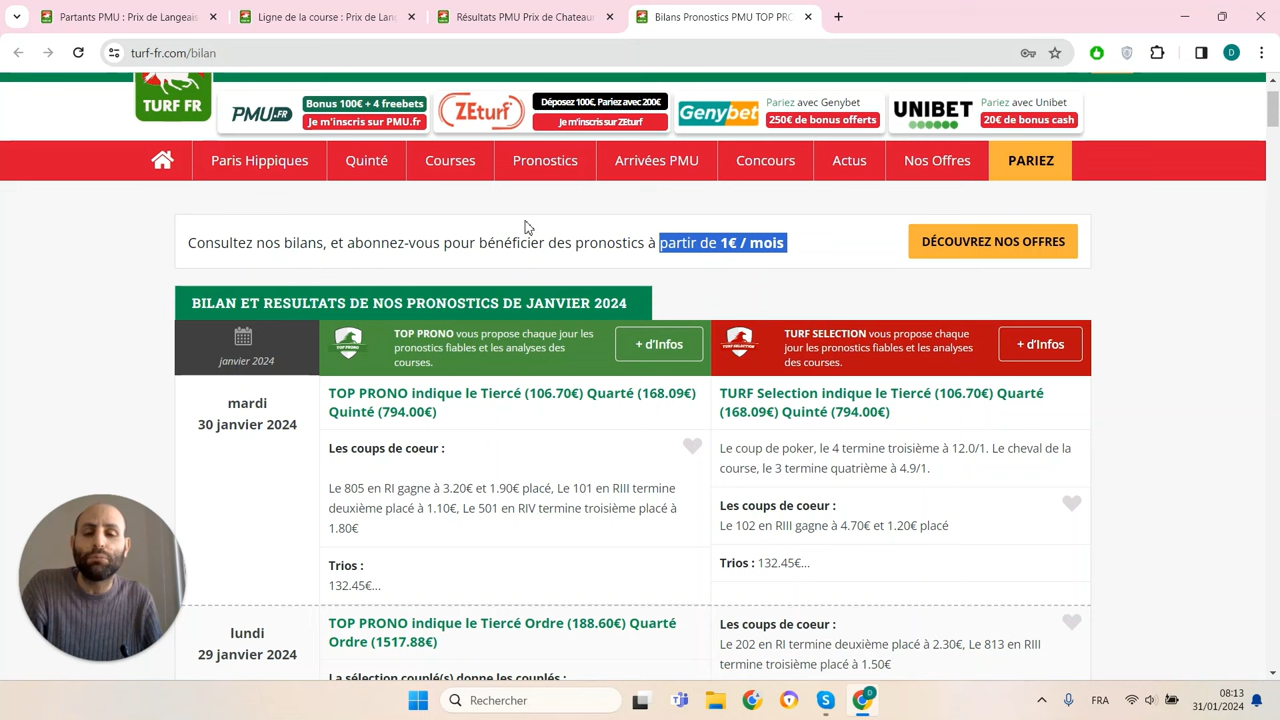 Partants PMU : Prix de Langeais
Ligne de la course : Prix de Lang
Résultats PMU Prix de Chateaur
Bilans Pronostics PMU TOP PRO
turf-fr.com/bilan
D
TURF FR
PMU.FR
Bonus 100€ + 4 freebets
Je m'inscris sur PMU.fr
ZEturf
Déposez 100€, Pariez avec 200€
Je m'inscris sur ZEturf
Genybet
Pariez avec Genybet
250€ de bonus offerts
UNIBET
Pariez avec Unibet
20€ de bonus cash
Paris Hippiques
Quinté
Courses
Pronostics
Arrivées PMU
Concours
Actus
Nos Offres
PARIEZ
Consultez nos bilans, et abonnez-vous pour bénéficier des pronostics à partir de 1€ / mois
DÉCOUVREZ NOS OFFRES
BILAN ET RESULTATS DE NOS PRONOSTICS DE JANVIER 2024
janvier 2024
TOP PRONO
TOP PRONO vous propose chaque jour les
pronostics fiables et les analyses des
courses.
+ d'Infos
TURF SELECTION
TURF SELECTION vous propose chaque
jour les pronostics fiables et les analyses
des courses.
+ d'Infos
mardi
30 janvier 2024
TOP PRONO indique le Tiercé (106.70€) Quarté (168.09€)
Quinté (794.00€)
Les coups de coeur :
Le 805 en RI gagne à 3.20€ et 1.90€ placé, Le 101 en RIII termine
deuxième placé à 1.10€, Le 501 en RIV termine troisième placé à
1.80€
Trios :
132.45€...
TURF Selection indique le Tiercé (106.70€) Quarté
(168.09€) Quinté (794.00€)
Le coup de poker, le 4 termine troisième à 12.0/1. Le cheval de la
course, le 3 termine quatrième à 4.9/1.
Les coups de coeur :
Le 102 en RIII gagne à 4.70€ et 1.20€ placé
Trios : 132.45€...
lundi
29 janvier 2024
TOP PRONO indique le Tiercé Ordre (188.60€) Quarté
Ordre (1517.88€)
La sélection couplé(s) donne les couplés :
Les coups de coeur :
Le 202 en RI termine deuxième placé à 2.30€, Le 813 en RIII
termine troisième placé à 1.50€
Rechercher
D
FRA
08:13
31/01/2024